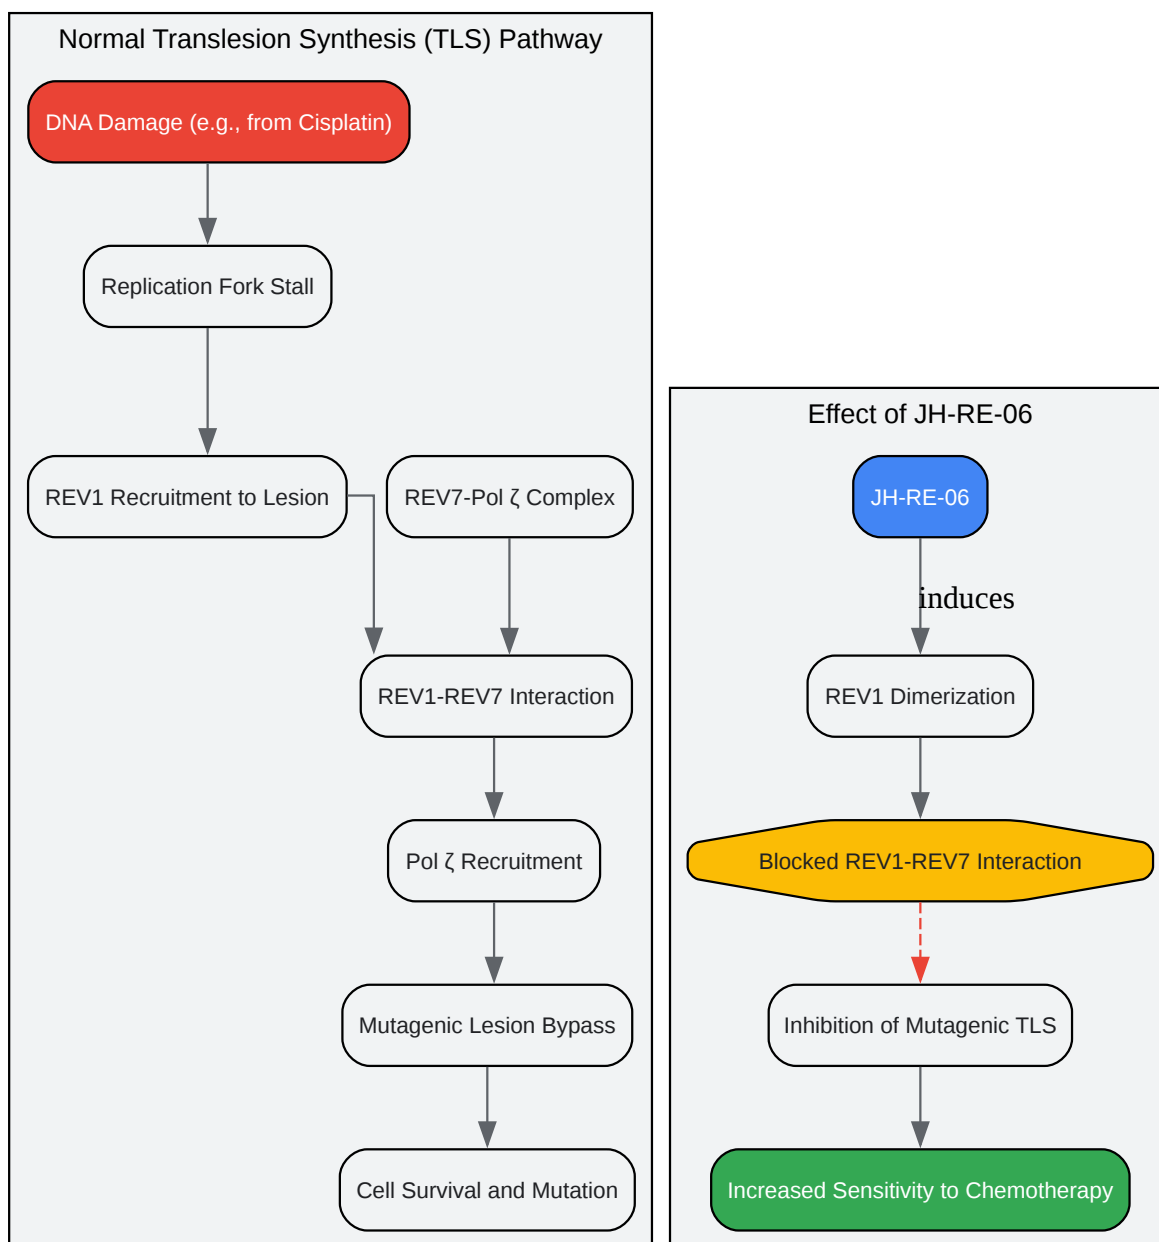 Normal Translesion Synthesis (TLS) Pathway
DNA Damage (e.g., from Cisplatin)
Replication Fork Stall
REV1 Recruitment to Lesion
REV7-Pol ζ Complex
REV1-REV7 Interaction
Pol ζ Recruitment
Mutagenic Lesion Bypass
Cell Survival and Mutation
Effect of JH-RE-06
JH-RE-06
induces
REV1 Dimerization
Blocked REV1-REV7 Interaction
Inhibition of Mutagenic TLS
Increased Sensitivity to Chemotherapy